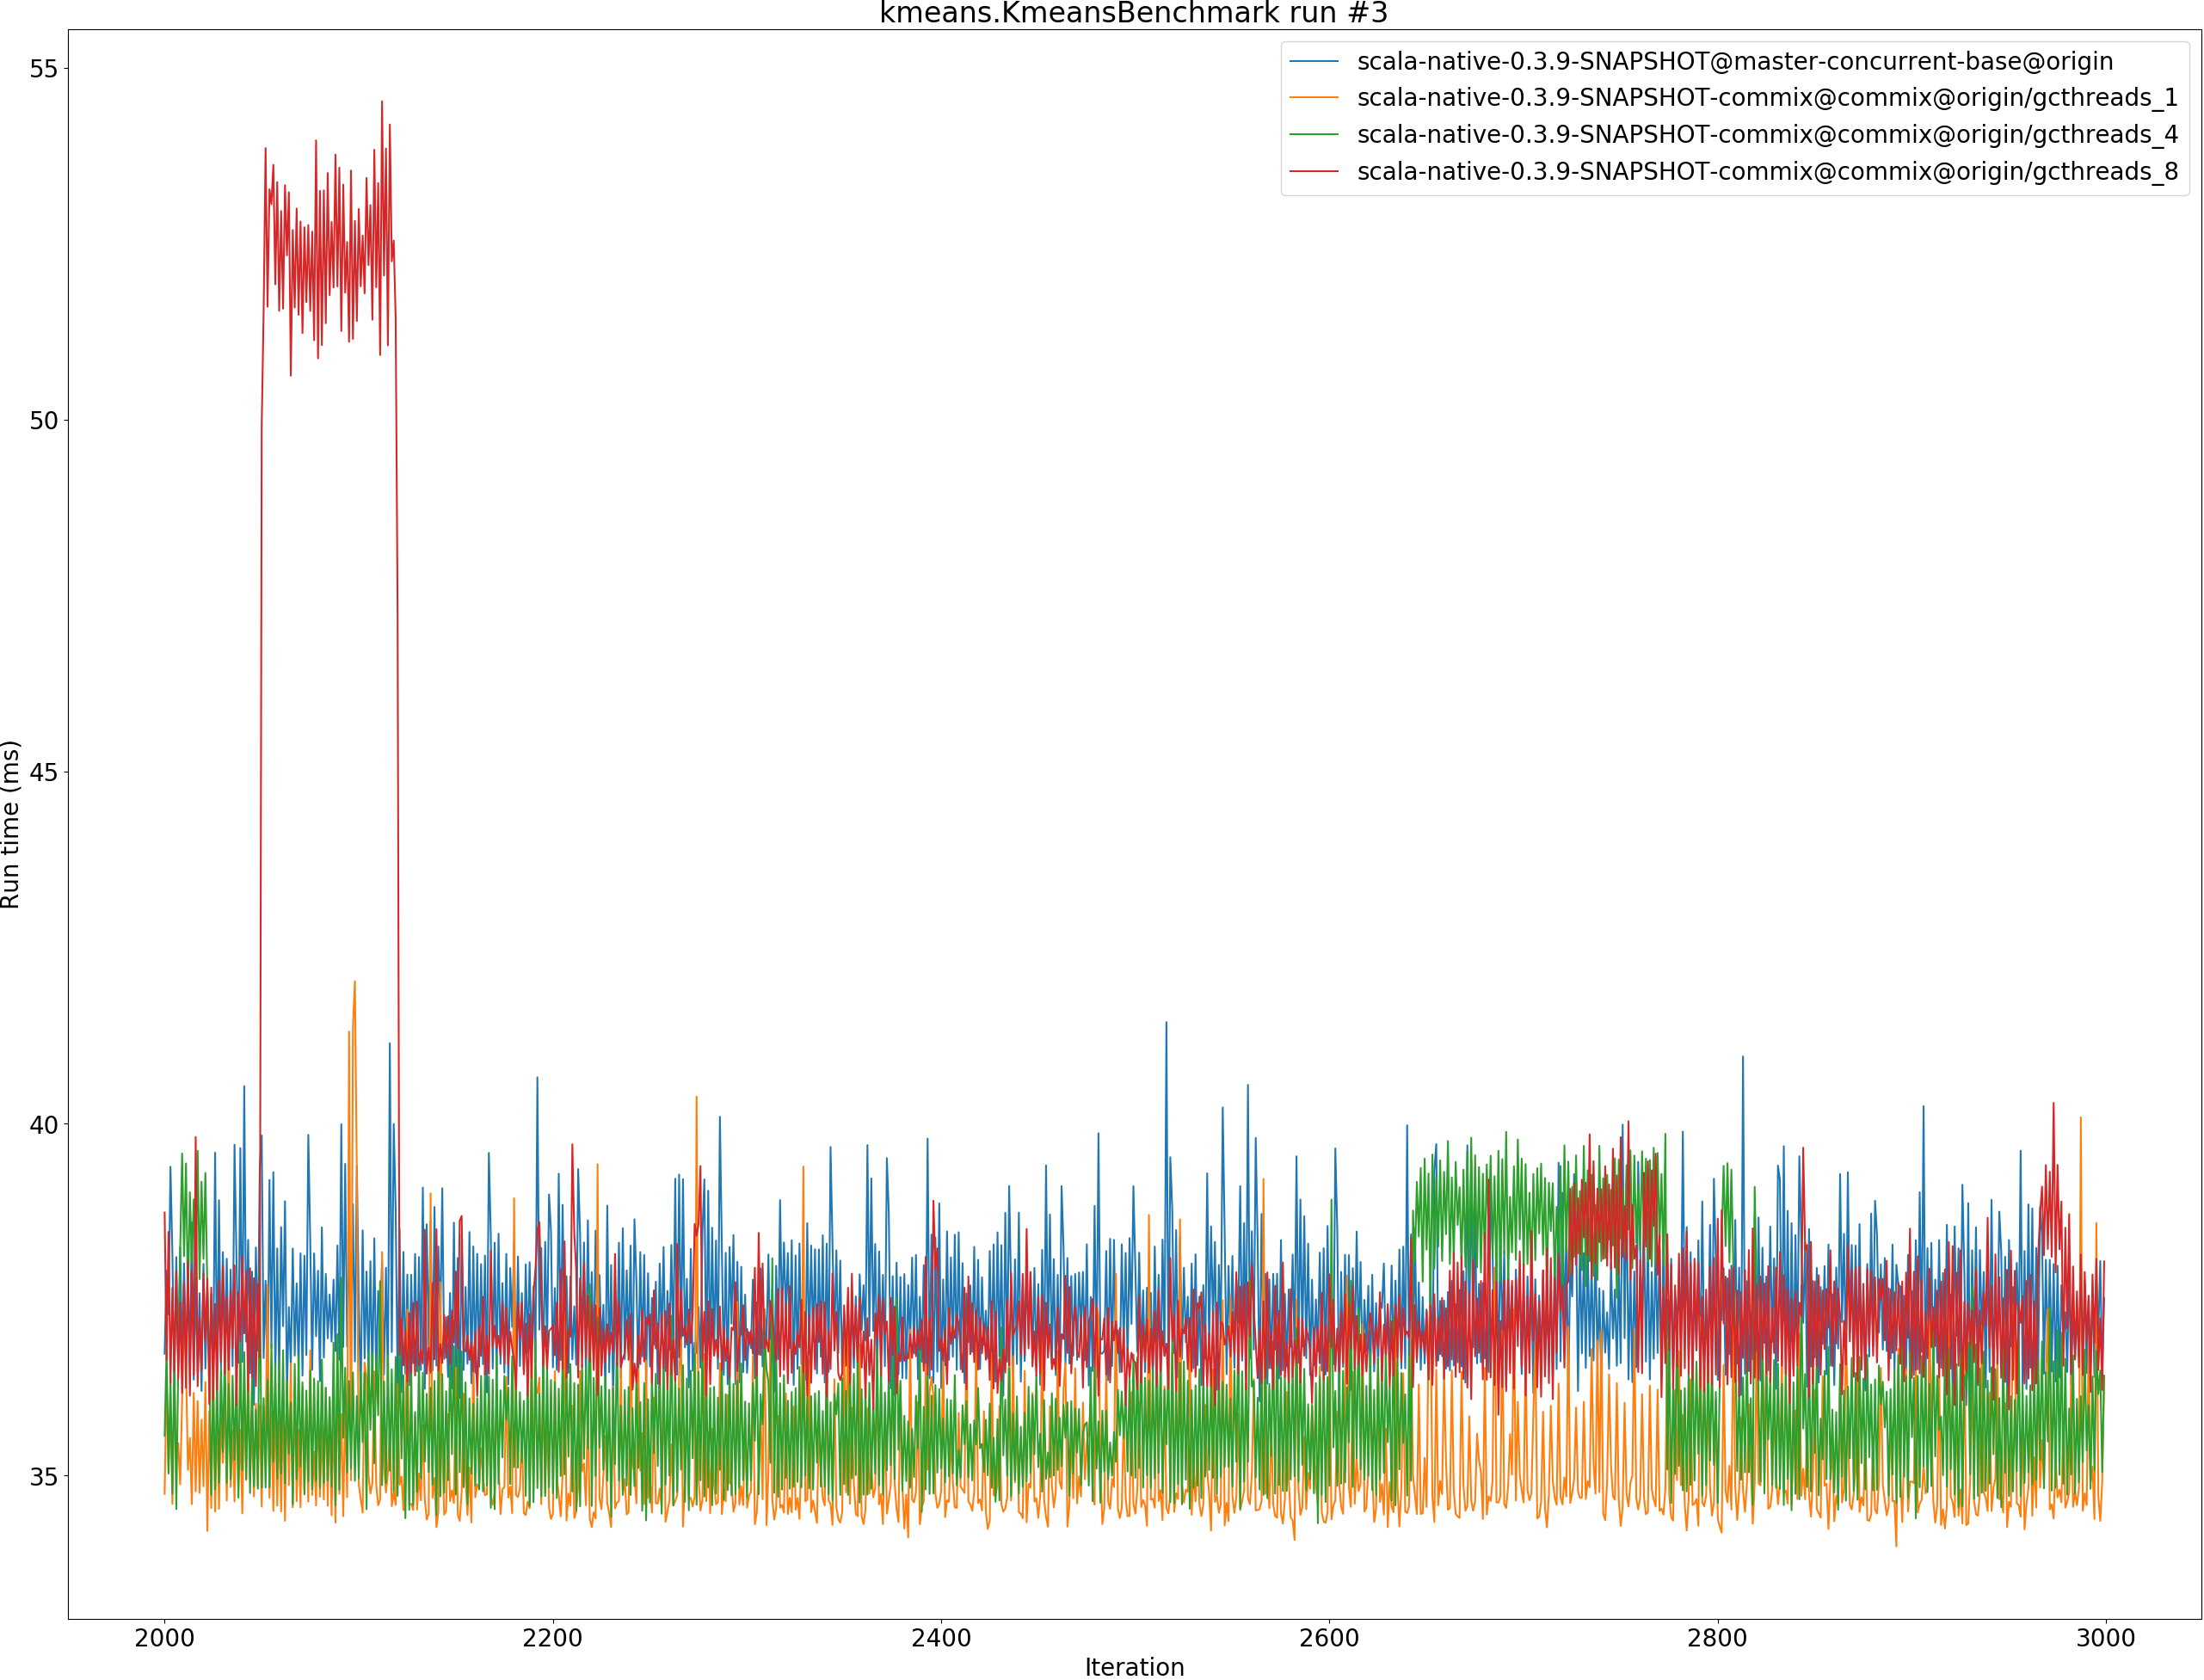 kmeans.KmeansBenchmark run #3
scala-native-0.3.9-SNAPSHOT@master-concurrent-base@origin
scala-native-0.3.9-SNAPSHOT-commix@commix@origin/gcthreads_1
scala-native-0.3.9-SNAPSHOT-commix@commix@origin/gcthreads_4
scala-native-0.3.9-SNAPSHOT-commix@commix@origin/gcthreads_8
Run time (ms)
55
50
45
40
35
2000 2200 2400 2600 2800 3000
Iteration